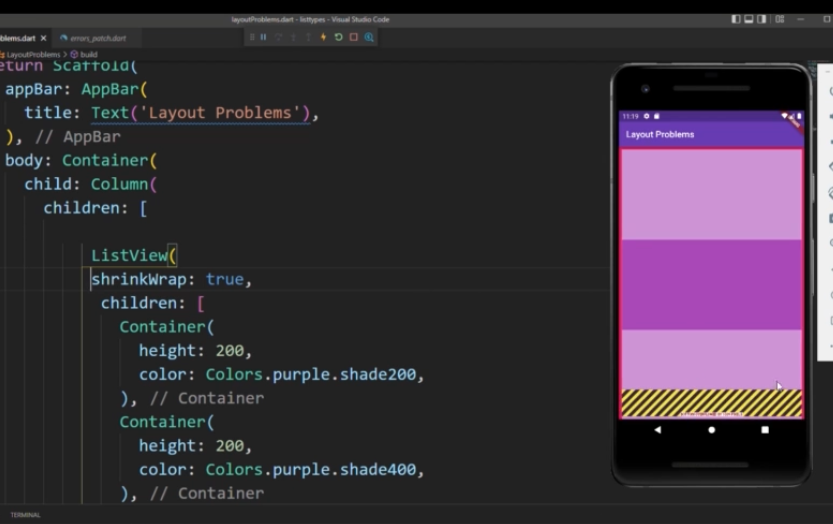 layoutProblems.dart - listtypes - Visual Studio Code
blems.dart
errors_patch.dart
LayoutProblems > build
eturn Scaffold(
appBar: AppBar(
title: Text('Layout Problems'),
), // AppBar
body: Container(
child: Column(
children: [
ListView(
shrinkWrap: true,
children: [
Container(
height: 200,
color: Colors.purple.shade200,
), // Container
Container(
height: 200,
color: Colors.purple.shade400,
), // Container
TERMINAL
11:19
Layout Problems